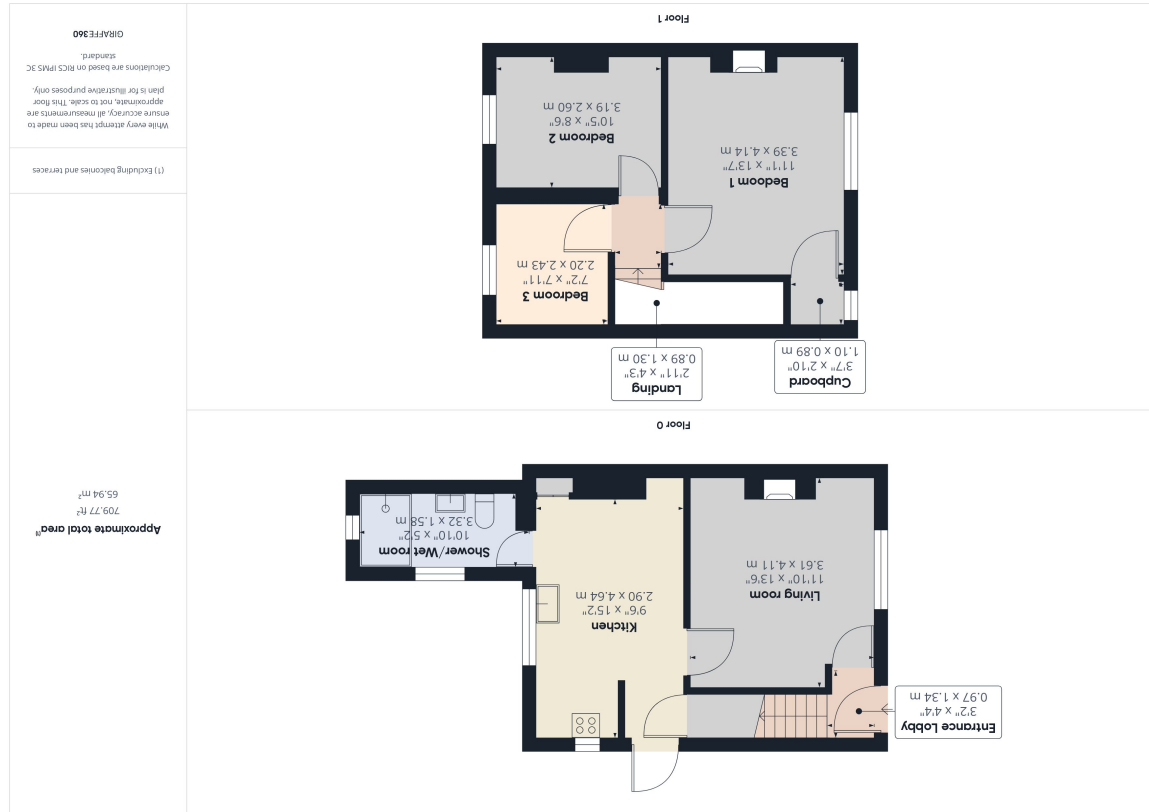 Floor 0
Entrance Lobby
3'2" x 4'4"
0.97 x 1.34 m
Living room
11'10" x 13'6"
3.61 x 4.11 m
Kitchen
9'6" x 15'2"
2.90 x 4.64 m
Shower/Wet room
10'10" x 5'2"
3.32 x 1.58 m
Floor 1
Cupboard
3'7" x 2'10"
1.10 x 0.89 m
Landing
2'11" x 4'3"
0.89 x 1.30 m
Bedroom 3
7'2" x 7'11"
2.20 x 2.43 m
Bedoom 1
11'1" x 13'7"
3.39 x 4.14 m
Bedroom 2
10'5" x 8'6"
3.19 x 2.60 m
Approximate total area⁽¹⁾
709.77 ft²
65.94 m²
(1) Excluding balconies and terraces
While every attempt has been made to
ensure accuracy, all measurements are
approximate, not to scale. This floor
plan is for illustrative purposes only.
Calculations are based on RICS IPMS 3C
standard.
GIRAFFE360